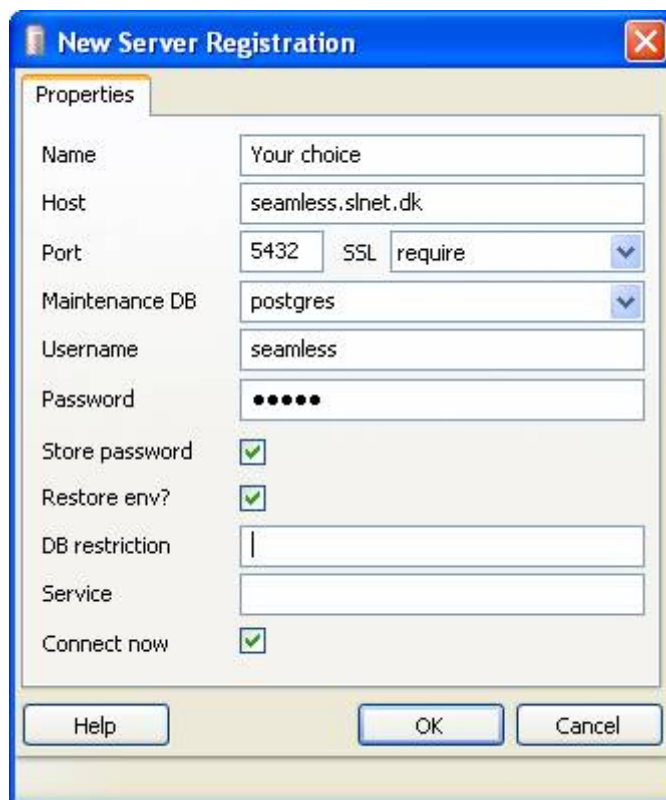 New Server Registration
Properties
Name Your choice
Host seamless.slnet.dk
Port 5432 SSL require
Maintenance DB postgres
Username seamless
Password •••••
Store password
Restore env?
DB restriction
Service
Connect now
Help OK Cancel